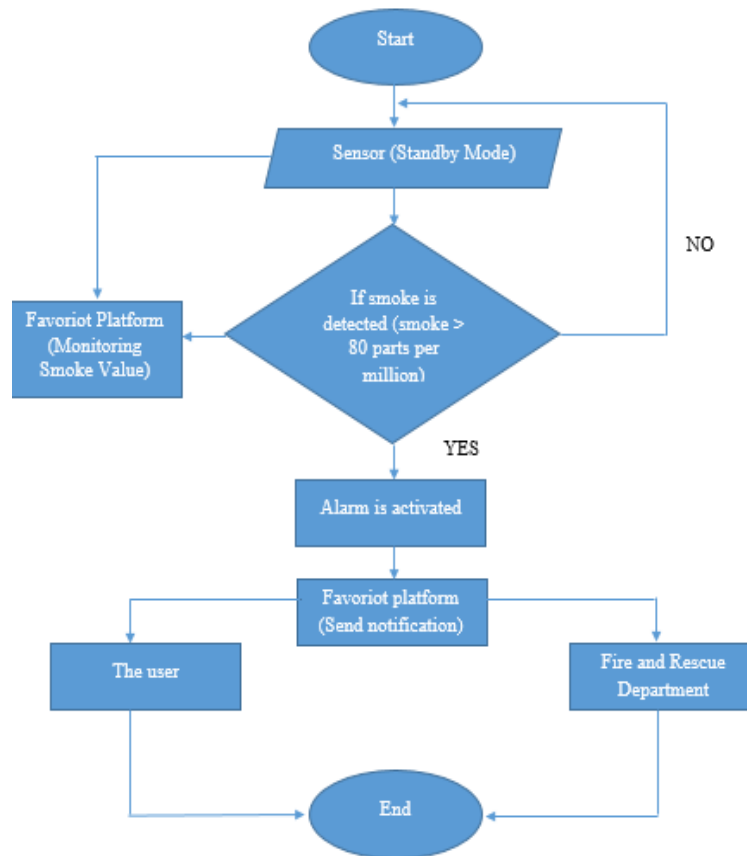 Start
Sensor (Standby Mode)
NO
If smoke is
detected (smoke >
80 parts per
million)
Favoriot Platform
(Monitoring
Smoke Value)
YES
Alarm is activated
Favoriot platform
(Send notification)
The user
Fire and Rescue
Department
End